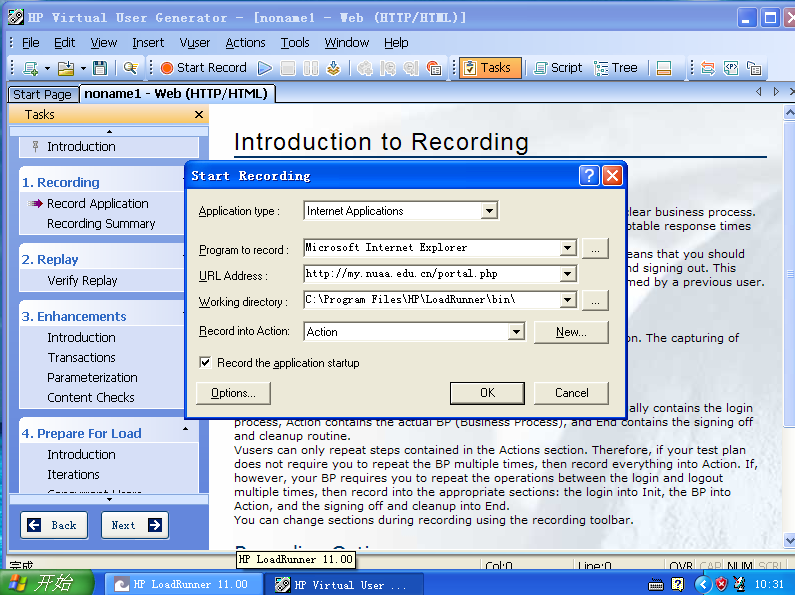 HP Virtual User Generator - [noname1 - Web (HTTP/HTML)]
File Edit View Insert Vuser Actions Tools Window Help
Start Record Tasks Script Tree
Start Page noname1 - Web (HTTP/HTML)
Tasks
Introduction
1. Recording
Record Application
Recording Summary
2. Replay
Verify Replay
3. Enhancements
Introduction
Transactions
Parameterization
Content Checks
4. Prepare For Load
Introduction
Iterations
Concurrent Users
Back Next
Introduction to Recording
clear business process.
ptable response times
eans that you should
nd signing out. This
med by a previous user.
on. The capturing of
Start Recording
Application type :
Internet Applications
Program to record :
Microsoft Internet Explorer
...
URL Address :
http://my.nuaa.edu.cn/portal.php
Working directory :
C:\Program Files\HP\LoadRunner\bin\
...
Record into Action:
Action
New...
Record the application startup
Options... OK Cancel
ally contains the login
process, Action contains the actual BP (Business Process), and End contains the signing off
and cleanup routine.
Vusers can only repeat steps contained in the Actions section. Therefore, if your test plan
does not require you to repeat the BP multiple times, then record everything into Action. If,
however, your BP requires you to repeat the operations between the login and logout
multiple times, then record into the appropriate sections: the login into Init, the BP into
Action, and the signing off and cleanup into End.
You can change sections during recording using the recording toolbar.
HP LoadRunner 11.00
完成 Col:0 Line:0 OVR CAP NUM SCRL
开始 HP LoadRunner 11.00 HP Virtual User ... 10:31